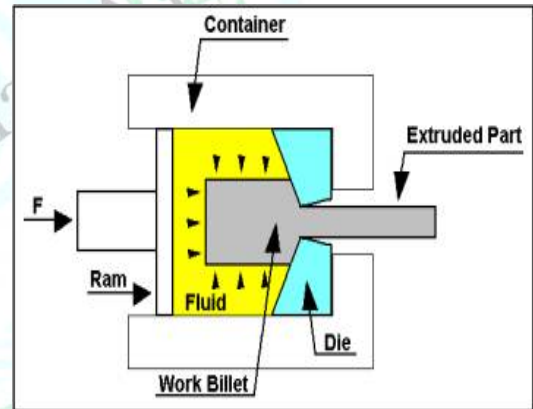 Container
Extruded Part
F
Ram
Fluid
Die
Work Billet